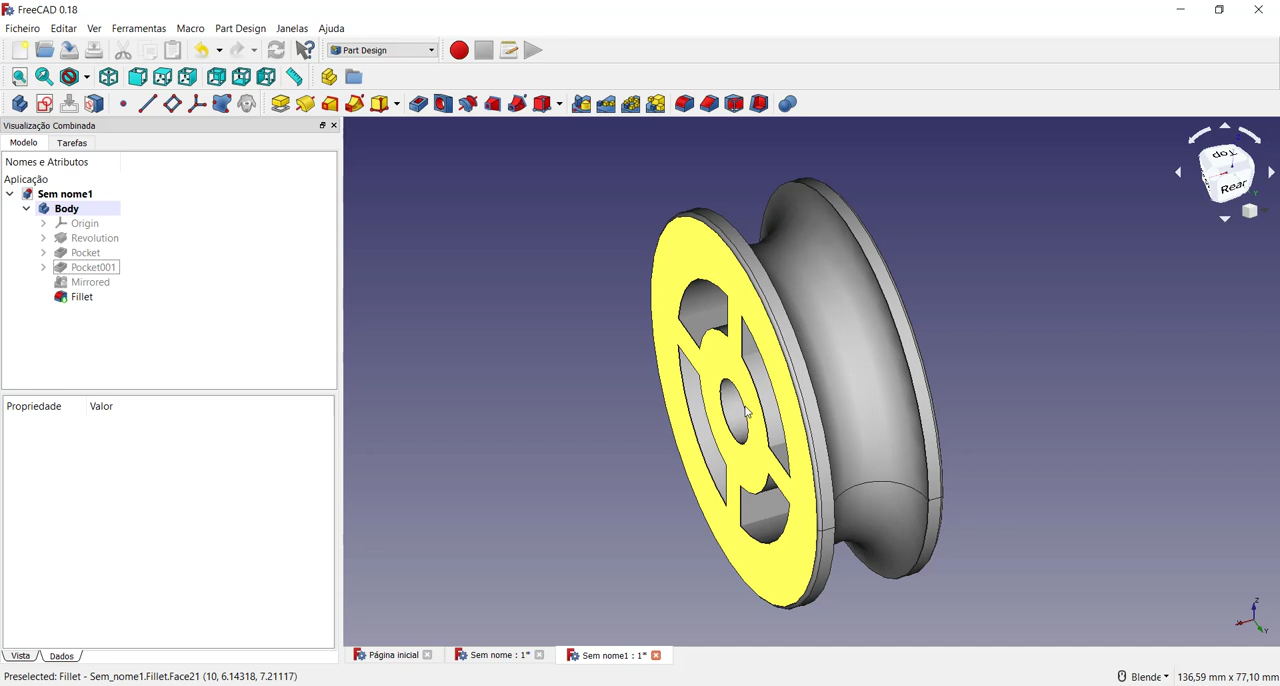 FreeCAD 0.18
Ficheiro Editar Ver Ferramentas Macro Part Design Janelas Ajuda
Part Design
Visualização Combinada
Modelo Tarefas
Nomes e Atributos
Aplicação
Sem nome1
Body
Origin
Revolution
Pocket
Pocket001
Mirrored
Fillet
Propriedade Valor
Top
Rear
Z
X
Y
Vista Dados
Página inicial Sem nome : 1* Sem nome1 : 1*
Preselected: Fillet - Sem_nome1.Fillet.Face21 (10, 6.14318, 7.21117) Blende 136,59 mm x 77,10 mm